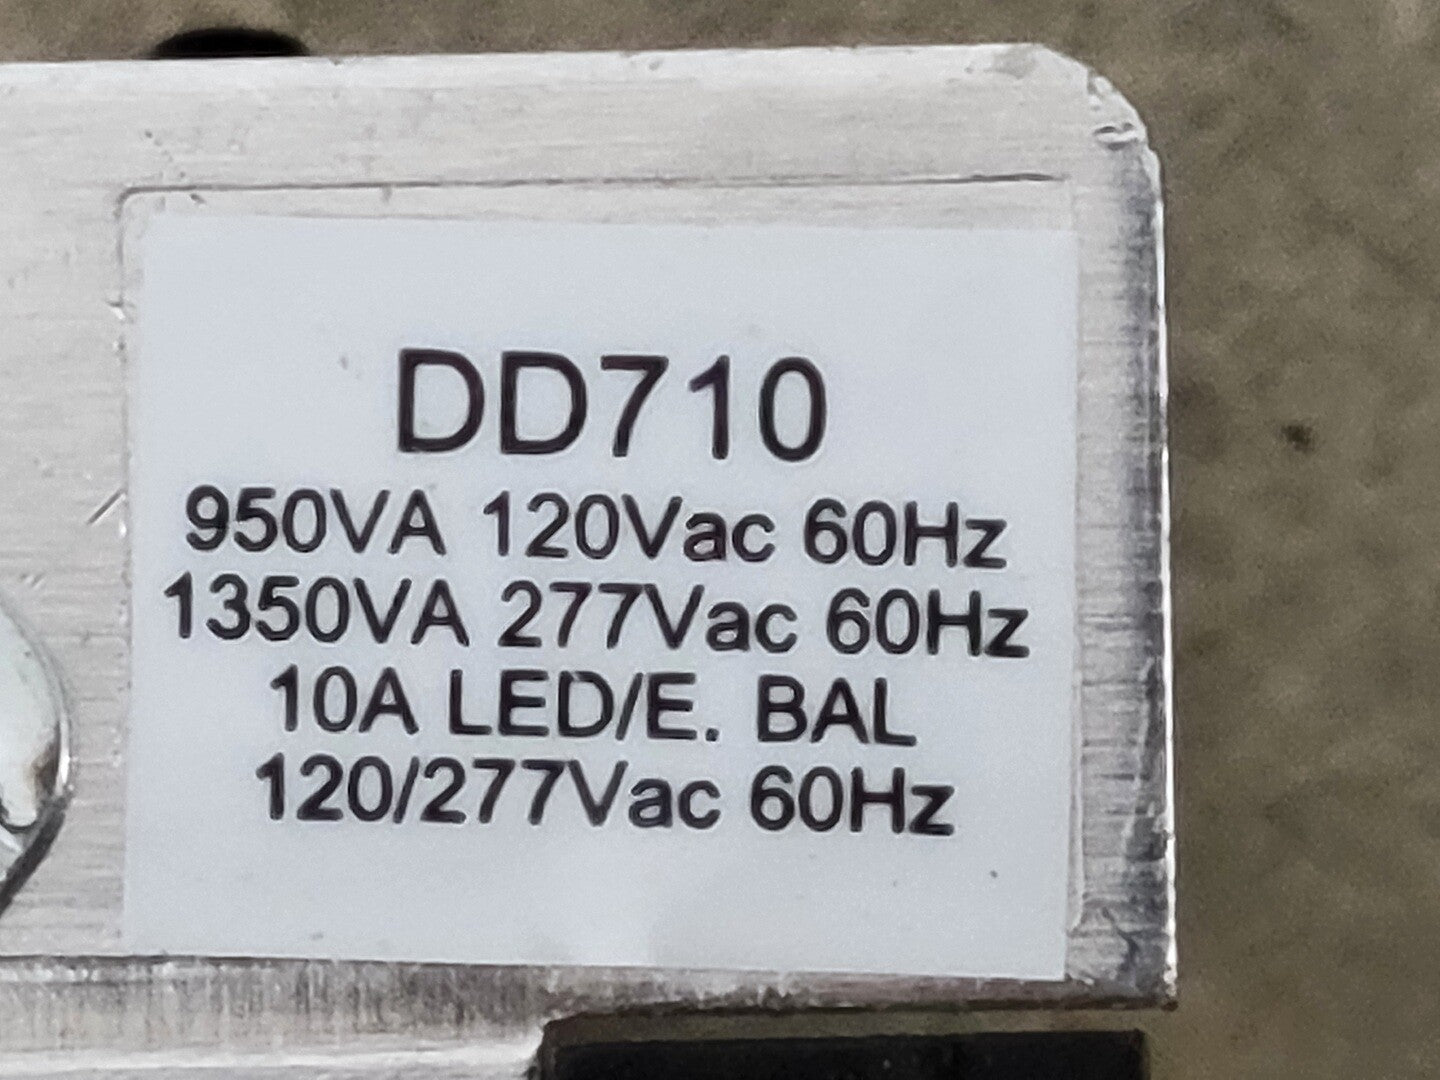 DD710
950VA 120Vac 60Hz
1350VA 277Vac 60Hz
10A LED/E. BAL
120/277Vac 60Hz